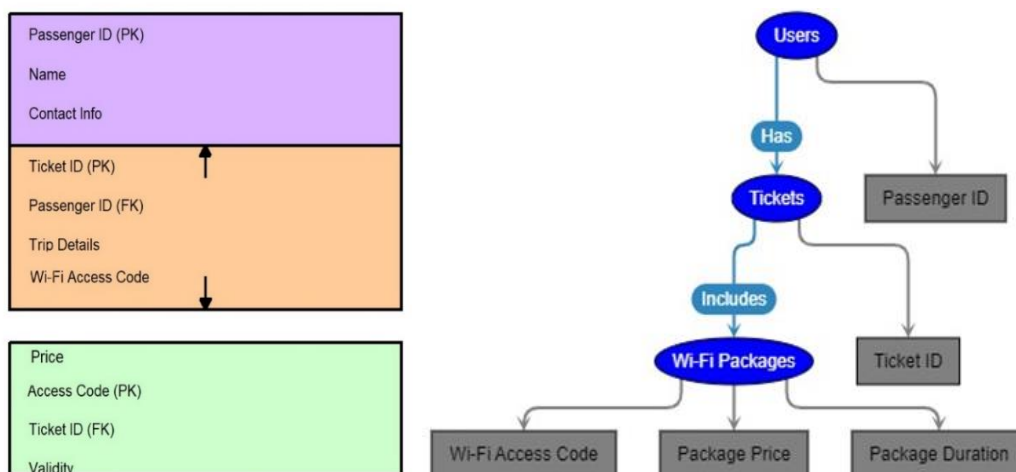 Passenger ID (PK)
Name
Contact Info
Ticket ID (PK)
Passenger ID (FK)
Trip Details
Wi-Fi Access Code
Price
Access Code (PK)
Ticket ID (FK)
Validity
Users
Has
Tickets
Passenger ID
Includes
Wi-Fi Packages
Ticket ID
Wi-Fi Access Code
Package Price
Package Duration